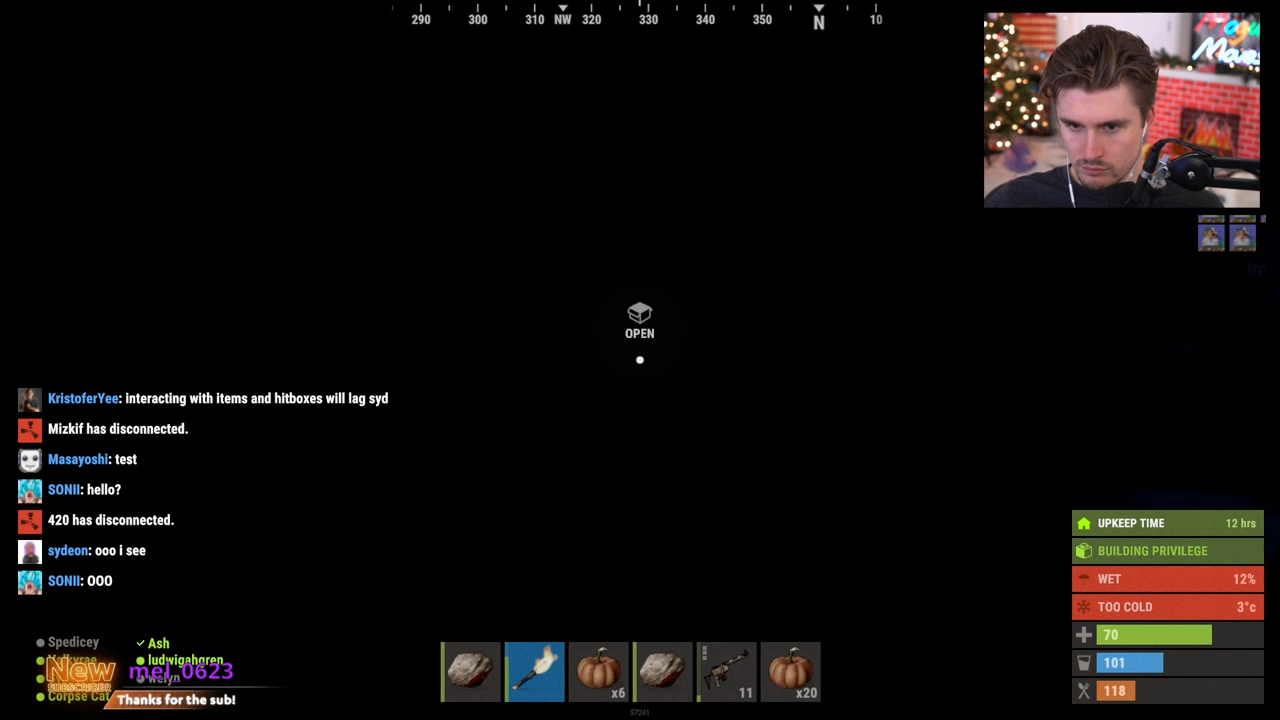 290 300 310 NW 320 330 340 350 N 10
OPEN
KristoferYee: interacting with items and hitboxes will lag syd
Mizkif has disconnected.
Masayoshi: test
SONII: hello?
420 has disconnected.
sydeon: ooo i see
SONII: OOO
UPKEEP TIME 12 hrs
BUILDING PRIVILEGE
WET 12%
TOO COLD 3°c
70
101
118
Spedicey Ash
ludwigahgren
New mel_0623
SUBSCRIBER
Corpse Cat Thanks for the sub!
x6 11 x20
57241